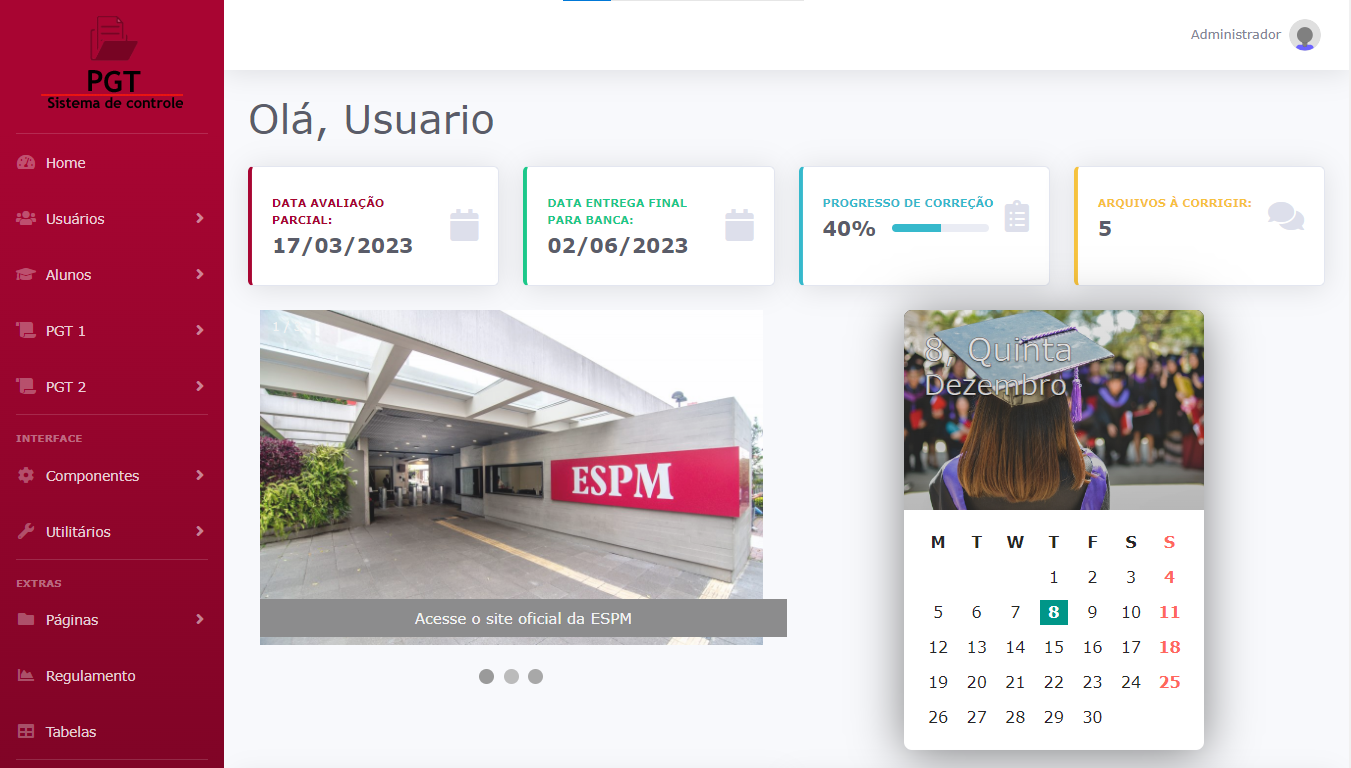 PGT
Sistema de controle
Home
Usuários
Alunos
PGT 1
PGT 2
INTERFACE
Componentes
Utilitários
EXTRAS
Páginas
Regulamento
Tabelas
Administrador
Olá, Usuario
DATA AVALIAÇÃO
PARCIAL:
17/03/2023
DATA ENTREGA FINAL
PARA BANCA:
02/06/2023
PROGRESSO DE CORREÇÃO
40%
ARQUIVOS À CORRIGIR:
5
1 / 3
ESPM
Acesse o site oficial da ESPM
8, Quinta
Dezembro
M T W T F S S
1 2 3 4
5 6 7 8 9 10 11
12 13 14 15 16 17 18
19 20 21 22 23 24 25
26 27 28 29 30